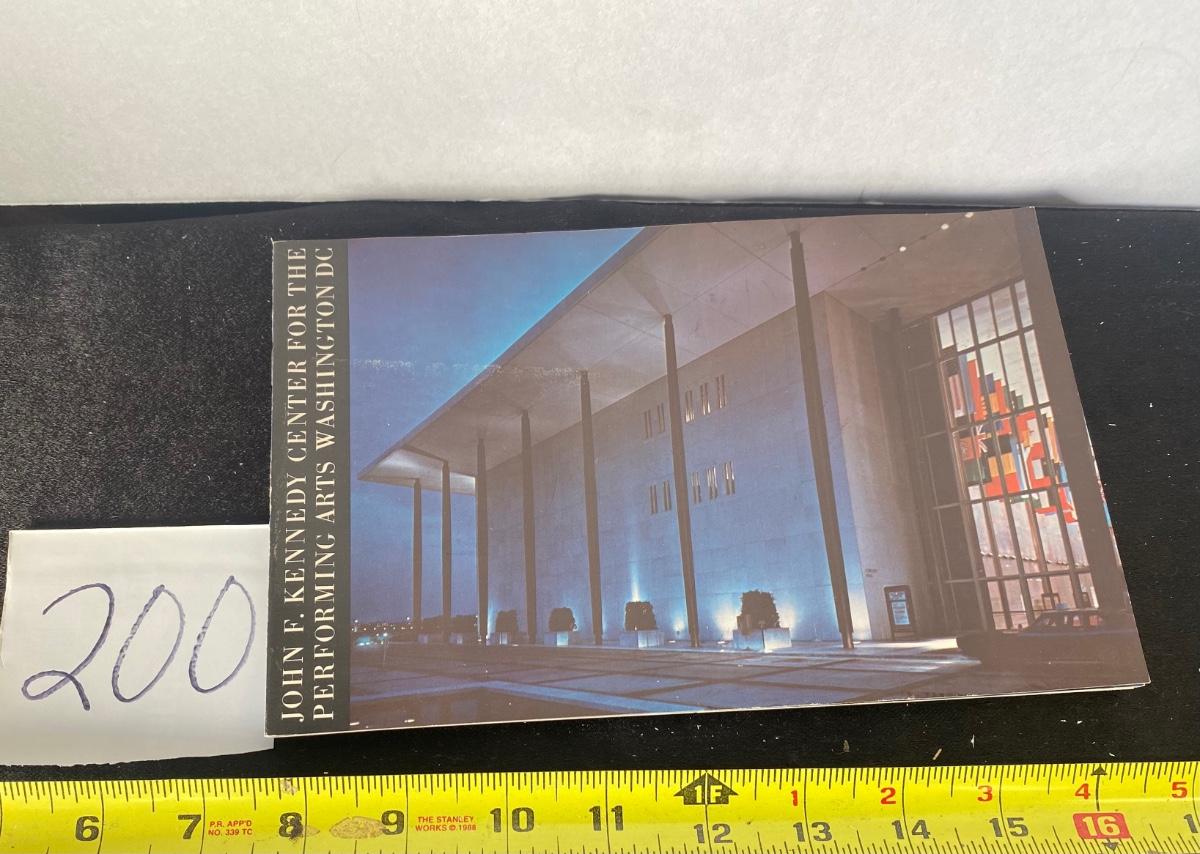 JOHN F. KENNEDY CENTER FOR THE
PERFORMING ARTS WASHINGTON DC
200
6 7 P.R. APP'D 8 9 THE STANLEY 10 11 1F 1 2 3 4 5
NO. 339 TC WORKS © 1988 12 13 14 15 16